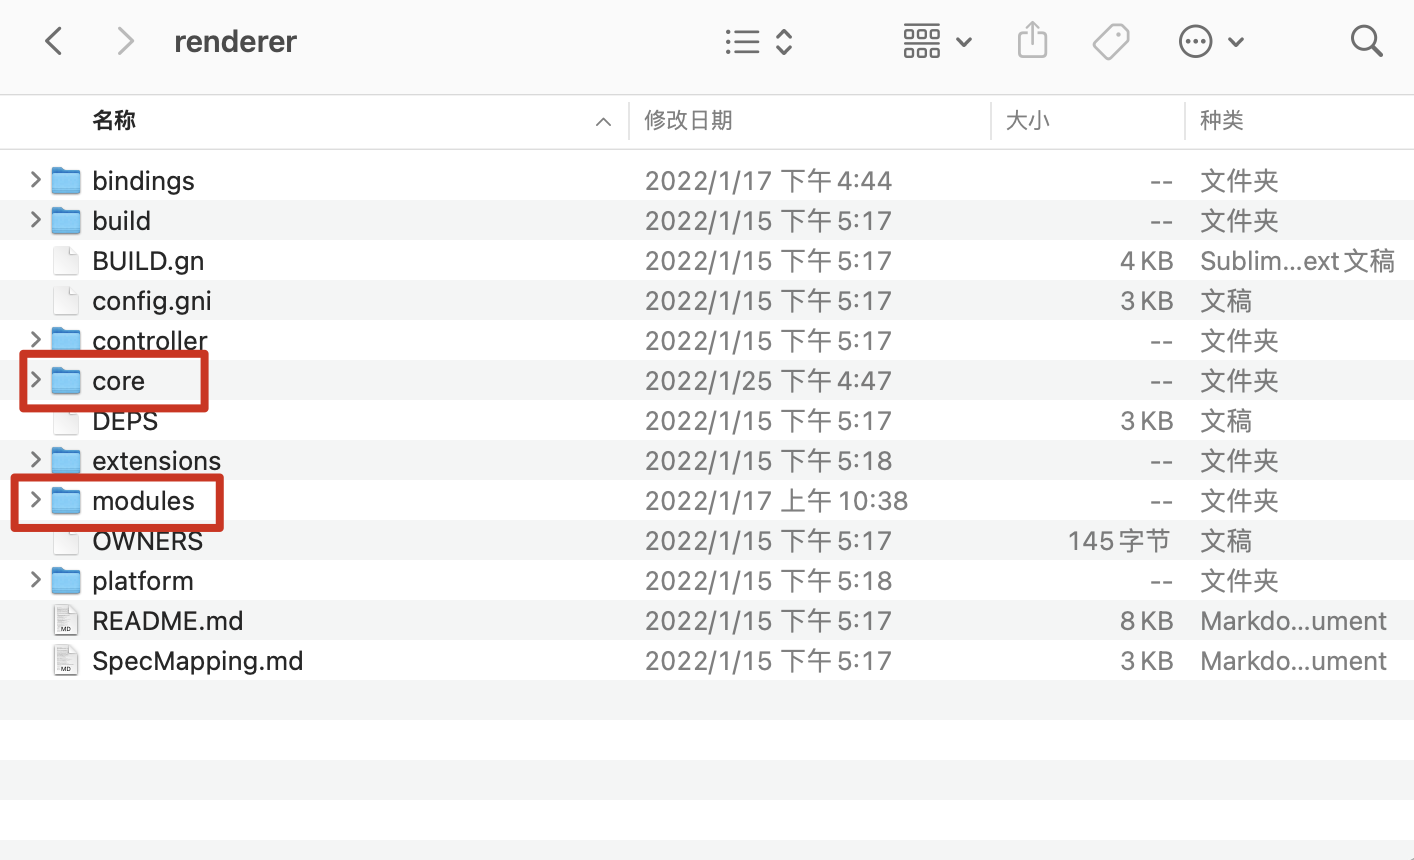 renderer
名称 修改日期 大小 种类
bindings 2022/1/17 下午 4:44 -- 文件夹
build 2022/1/15 下午 5:17 -- 文件夹
BUILD.gn 2022/1/15 下午 5:17 4 KB Sublim...ext 文稿
config.gni 2022/1/15 下午 5:17 3 KB 文稿
controller 2022/1/15 下午 5:17 -- 文件夹
core 2022/1/25 下午 4:47 -- 文件夹
DEPS 2022/1/15 下午 5:17 3 KB 文稿
extensions 2022/1/15 下午 5:18 -- 文件夹
modules 2022/1/17 上午 10:38 -- 文件夹
OWNERS 2022/1/15 下午 5:17 145 字节 文稿
platform 2022/1/15 下午 5:18 -- 文件夹
MD README.md 2022/1/15 下午 5:17 8 KB Markdo...ument
MD SpecMapping.md 2022/1/15 下午 5:17 3 KB Markdo...ument